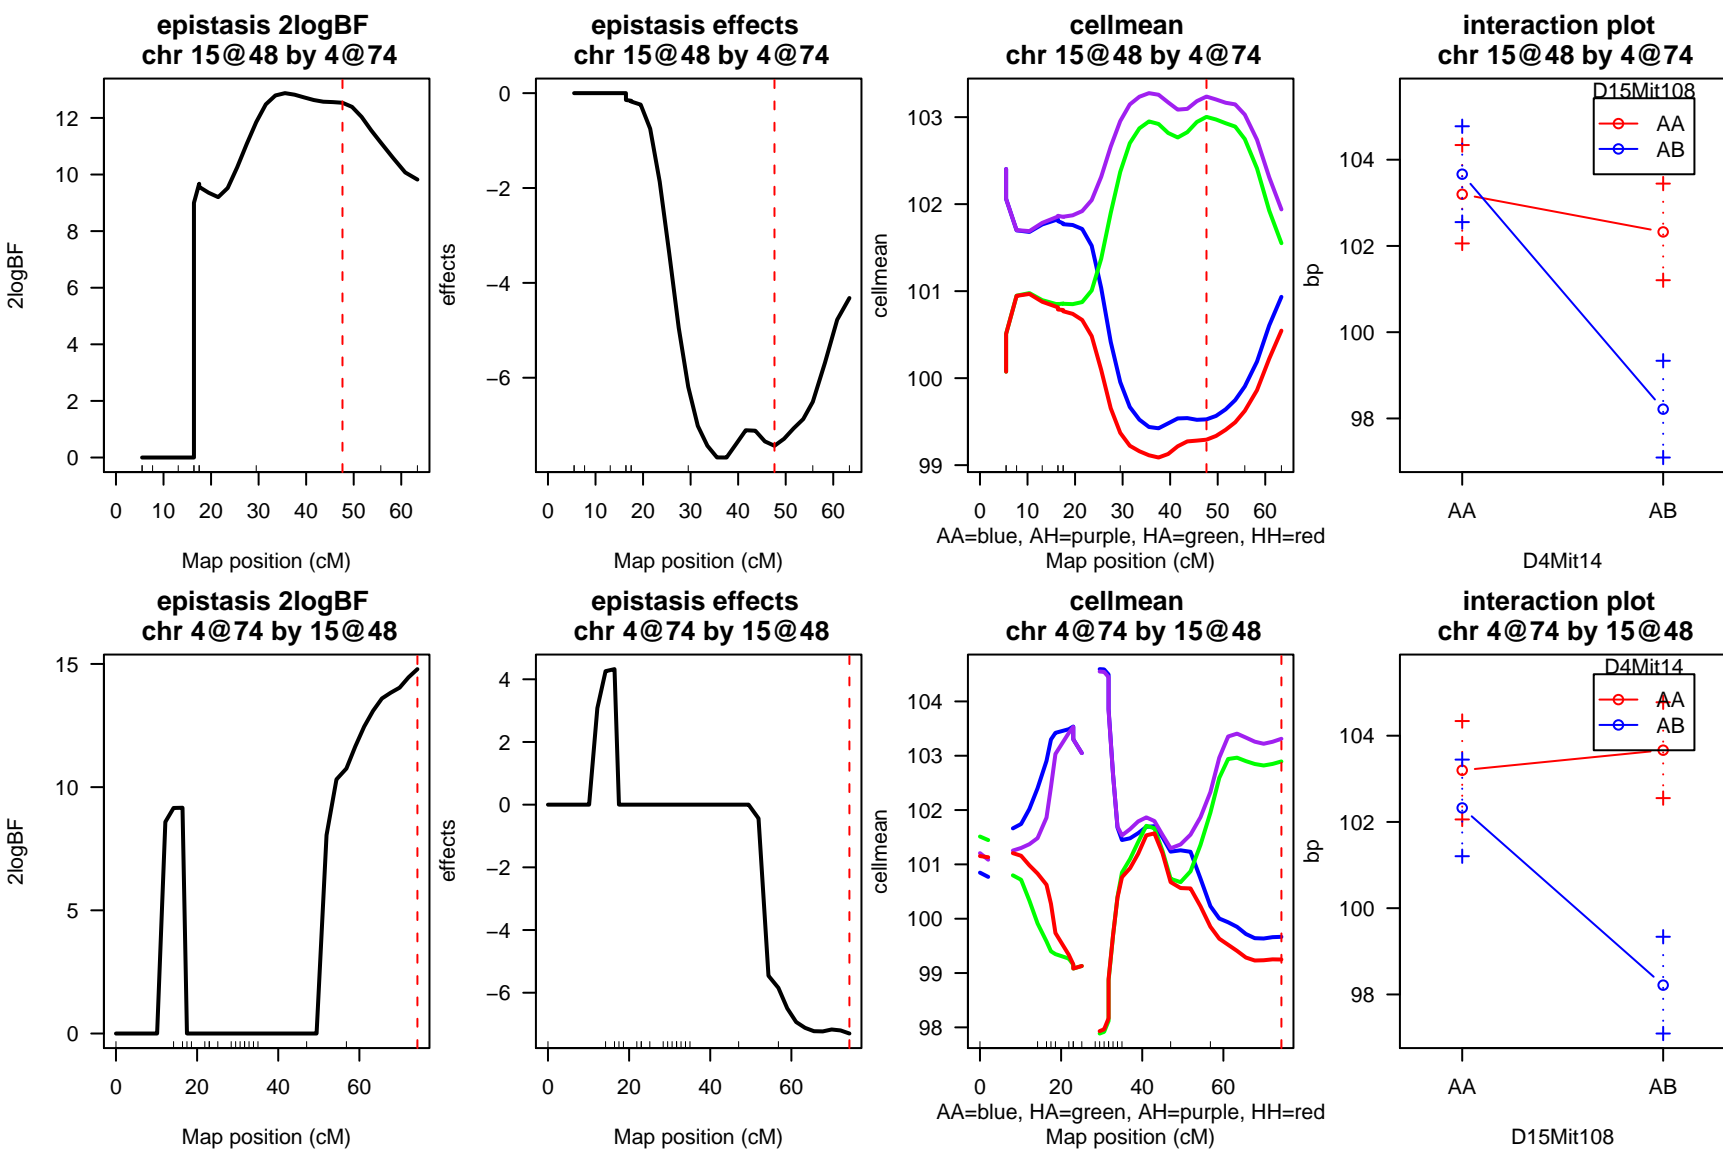 epistasis 2logBF
chr 15@48 by 4@74
2logBF
0
2
4
6
8
10
12
0 10 20 30 40 50 60
Map position (cM)
epistasis effects
chr 15@48 by 4@74
effects
0
−2
−4
−6
0 10 20 30 40 50 60
Map position (cM)
cellmean
chr 15@48 by 4@74
cellmean
103
102
101
100
99
0 10 20 30 40 50 60
AA=blue, AH=purple, HA=green, HH=red
Map position (cM)
interaction plot
chr 15@48 by 4@74
bp
104
102
100
98
D15Mit108
AA
AB
AA AB
D4Mit14
epistasis 2logBF
chr 4@74 by 15@48
2logBF
15
10
5
0
0 20 40 60
Map position (cM)
epistasis effects
chr 4@74 by 15@48
effects
4
2
0
−2
−4
−6
0 20 40 60
Map position (cM)
cellmean
chr 4@74 by 15@48
cellmean
104
103
102
101
100
99
98
0 20 40 60
AA=blue, HA=green, AH=purple, HH=red
Map position (cM)
interaction plot
chr 4@74 by 15@48
bp
104
102
100
98
D4Mit14
AA
AB
AA AB
D15Mit108